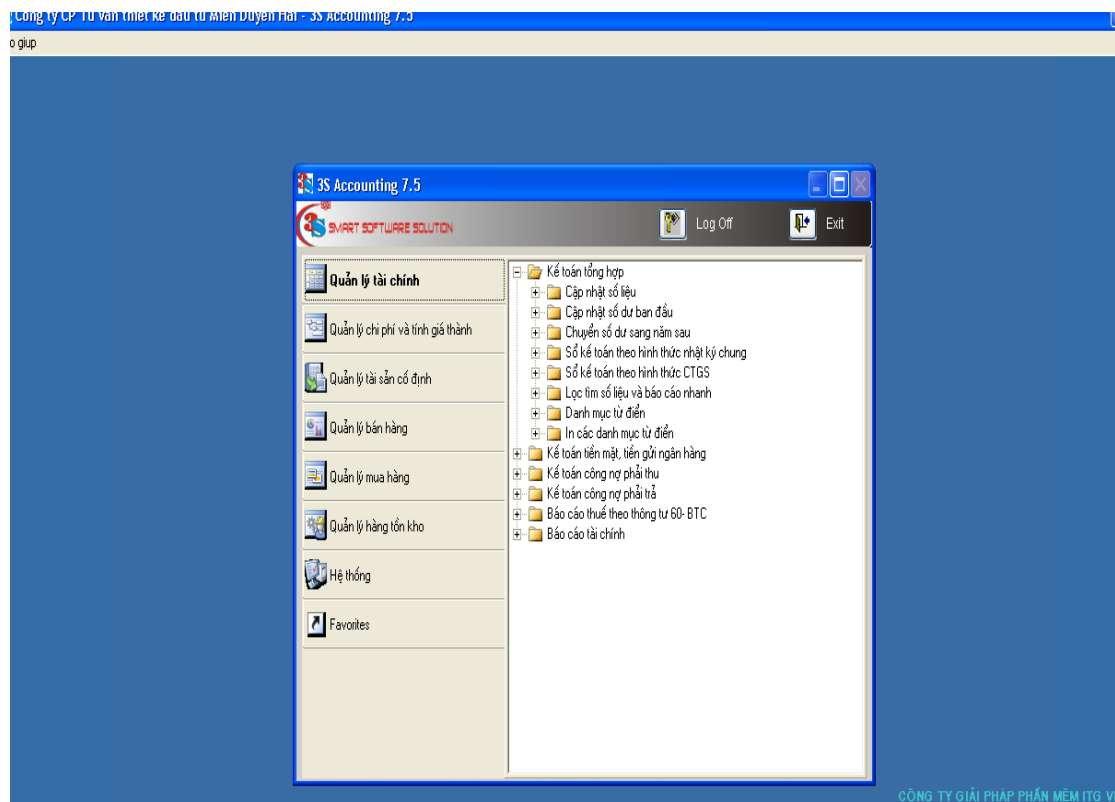 Công ty CP Tư vấn thiết kế đầu tư Miền Duyên Hải - 3S Accounting 7.5
o giup
3S Accounting 7.5
3S SMART SOFTWARE SOLUTION
Log Off
Exit
Quản lý tài chính
Quản lý chi phí và tính giá thành
Quản lý tài sản cố định
Quản lý bán hàng
Quản lý mua hàng
Quản lý hàng tồn kho
Hệ thống
Favorites
Kế toán tổng hợp
Cập nhật số liệu
Cập nhật số dư ban đầu
Chuyển số dư sang năm sau
Sổ kế toán theo hình thức nhật ký chung
Sổ kế toán theo hình thức CTGS
Lọc tìm số liệu và báo cáo nhanh
Danh mục từ điển
In các danh mục từ điển
Kế toán tiền mặt, tiền gửi ngân hàng
Kế toán công nợ phải thu
Kế toán công nợ phải trả
Báo cáo thuế theo thông tư 60- BTC
Báo cáo tài chính
CÔNG TY GIẢI PHÁP PHẦN MỀM ITG V